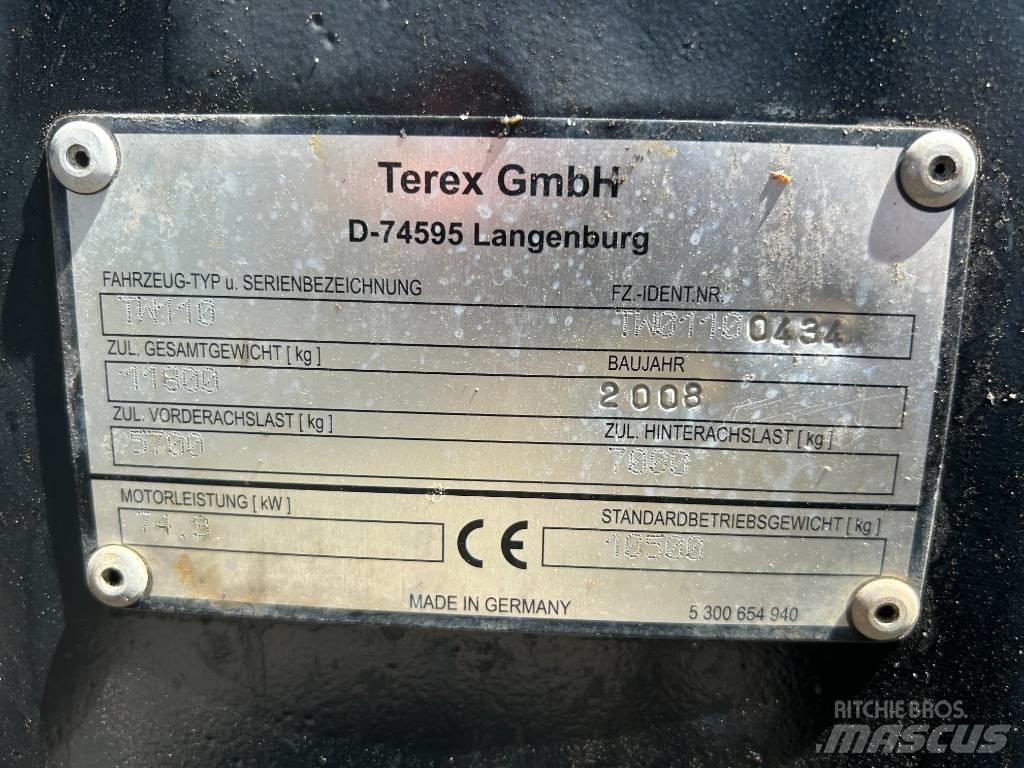 Terex GmbH
D-74595 Langenburg
FAHRZEUG-TYP u. SERIENBEZEICHNUNG FZ.-IDENT.NR.
TW110 TW01100434
ZUL. GESAMTGEWICHT [ kg ] BAUJAHR
11800 2008
ZUL. VORDERACHSLAST [ kg ] ZUL. HINTERACHSLAST [ kg ]
5700 7000
MOTORLEISTUNG [ kW ] STANDARDBETRIEBSGEWICHT [ kg ]
74.9 CE 10500
MADE IN GERMANY 5 300 654 940
RITCHIE BROS.
MASCUS